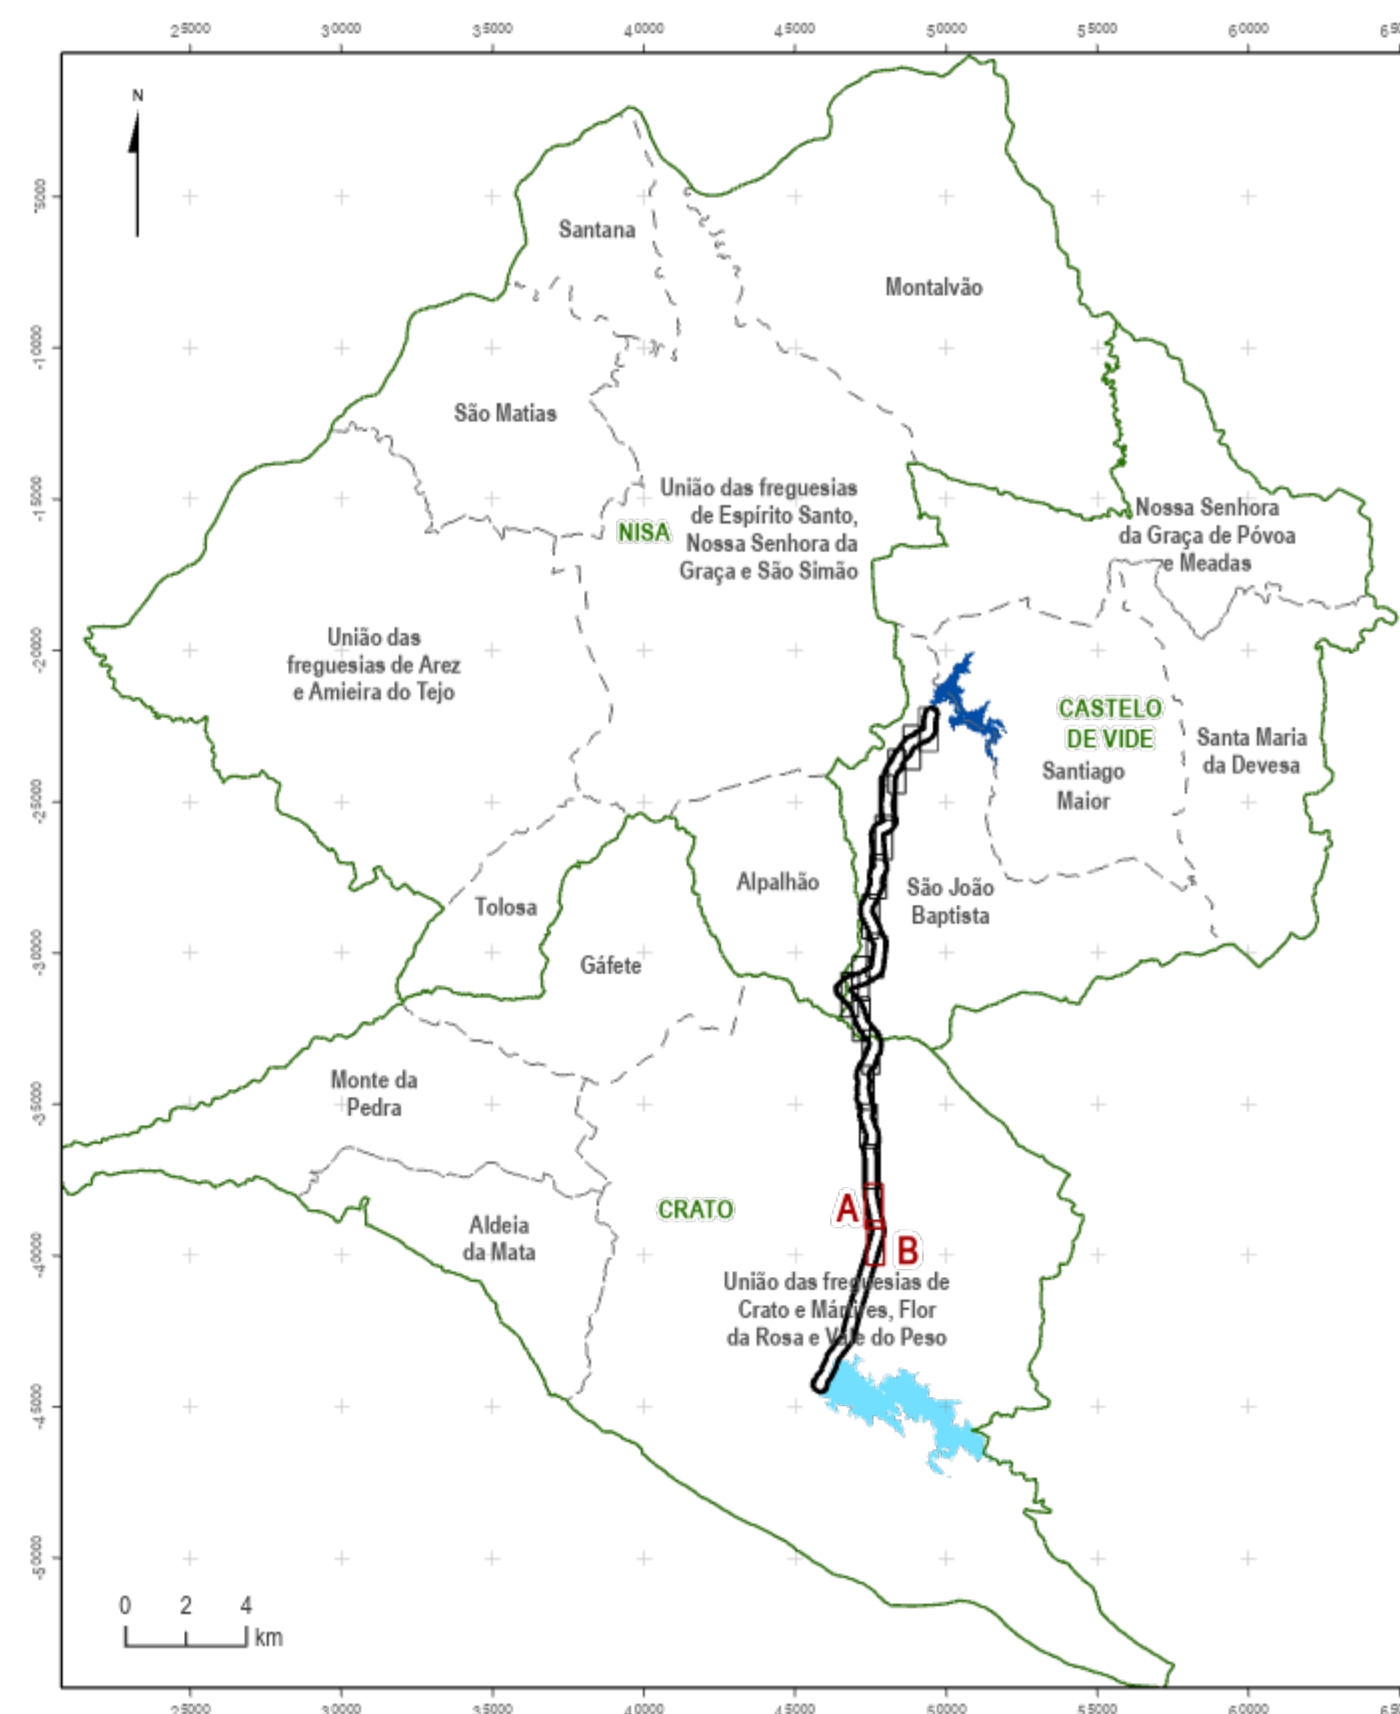 25000 30000 35000 40000 45000 50000 55000 60000
N
-5000
Santana
Montalvão
-10000
São Matias
-15000
União das freguesias
de Espírito Santo,
Nossa Senhora da
Graça e São Simão
NISA
Nossa Senhora
da Graça de Póvoa
e Meadas
União das
freguesias de Arez
e Amieira do Tejo
-20000
CASTELO
DE VIDE
Santa Maria
da Devesa
Santiago
Maior
-25000
Alpalhão
São João
Baptista
Tolosa
-30000
Gáfete
Monte da
Pedra
-35000
CRATO
A
Aldeia
da Mata
B
-40000
União das freguesias de
Crato e Mártires, Flor
da Rosa e Vale do Peso
-45000
-50000
0 2 4
km
25000 30000 35000 40000 45000 50000 55000 60000